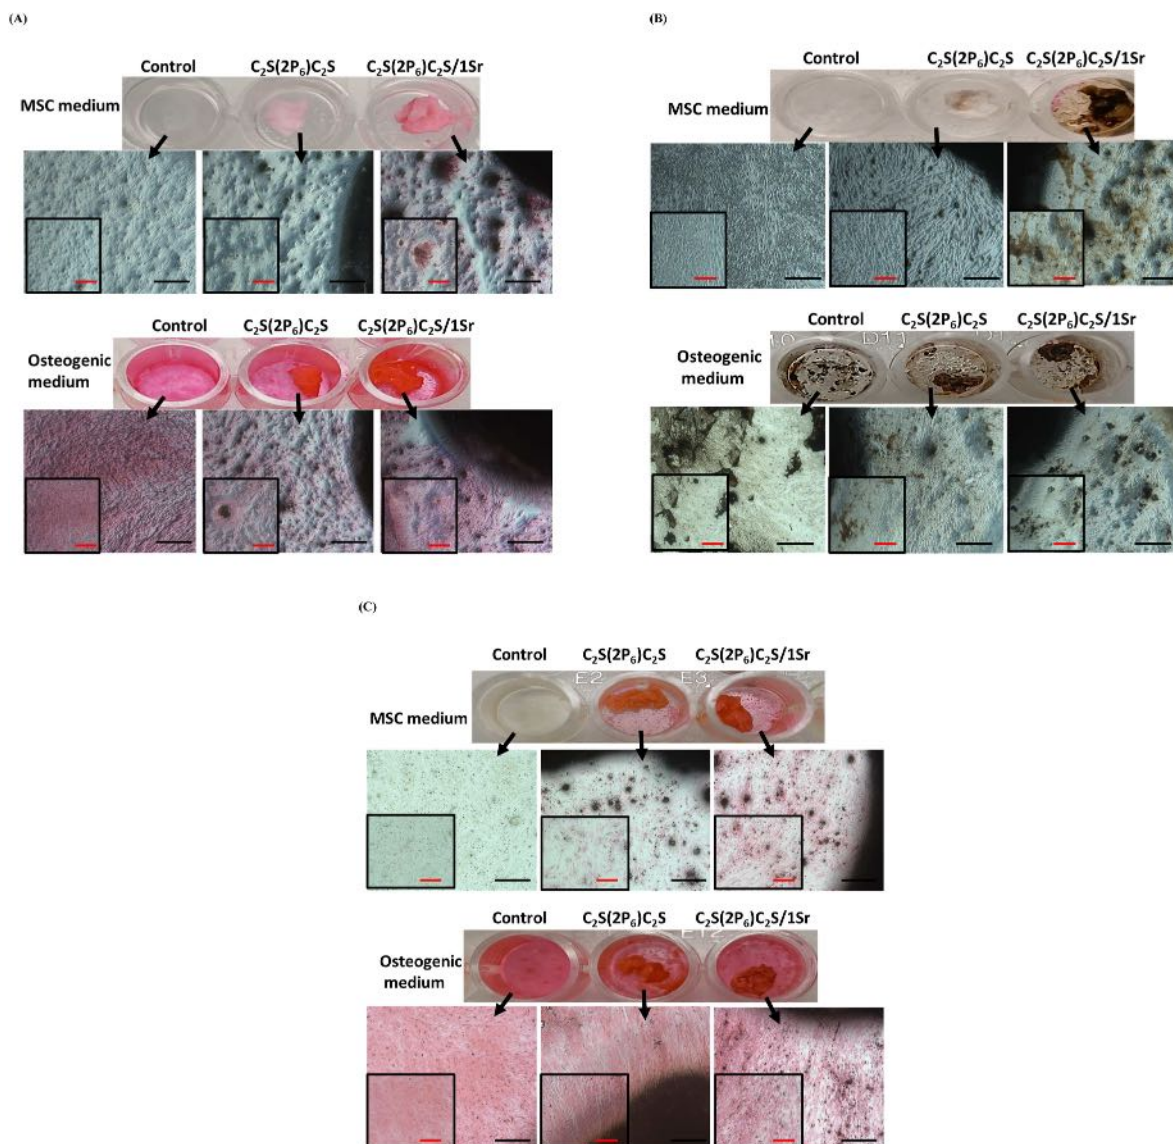 (A)
Control C₂S(2P₆)C₂S C₂S(2P₆)C₂S/1Sr
MSC medium
Control C₂S(2P₆)C₂S C₂S(2P₆)C₂S/1Sr
Osteogenic
medium
(B)
Control C₂S(2P₆)C₂S C₂S(2P₆)C₂S/1Sr
MSC medium
Control C₂S(2P₆)C₂S C₂S(2P₆)C₂S/1Sr
Osteogenic
medium
(C)
Control C₂S(2P₆)C₂S C₂S(2P₆)C₂S/1Sr
E2 E3
MSC medium
Control C₂S(2P₆)C₂S C₂S(2P₆)C₂S/1Sr
E12
Osteogenic
medium